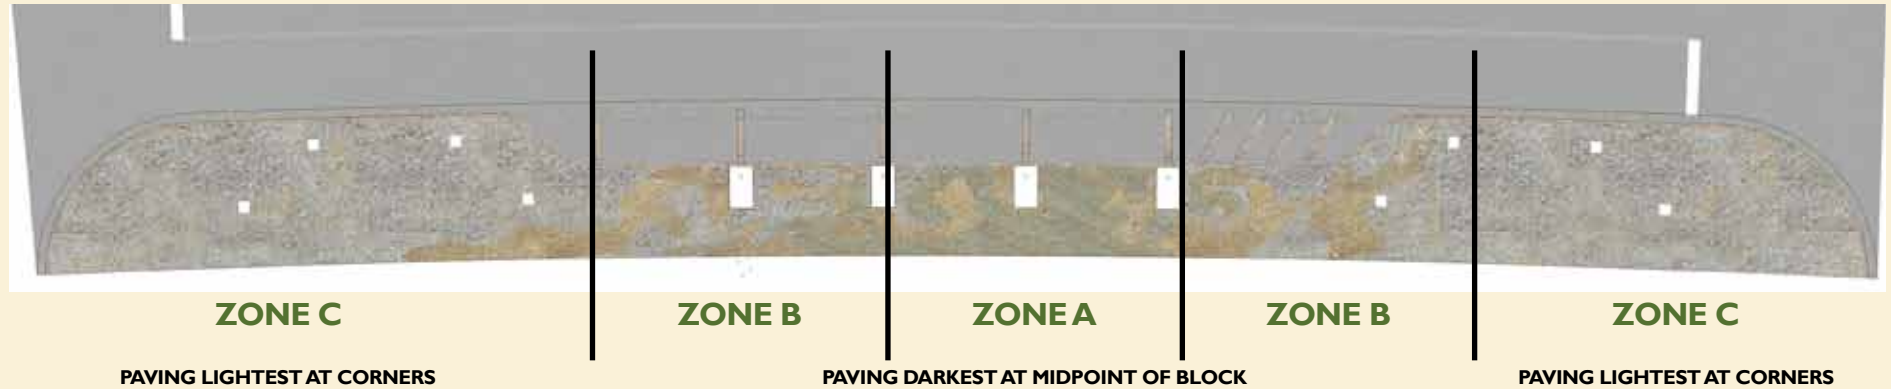 ZONE C ZONE B ZONE A ZONE B ZONE C
PAVING LIGHTEST AT CORNERS PAVING DARKEST AT MIDPOINT OF BLOCK PAVING LIGHTEST AT CORNERS